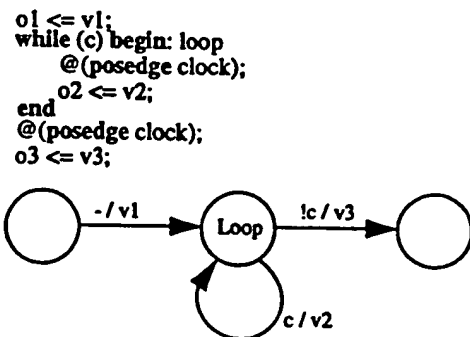 o1 <= v1;
while (c) begin: loop
@(posedge clock);
o2 <= v2;
end
@(posedge clock);
o3 <= v3;
- / v1
Loop
!c / v3
c / v2